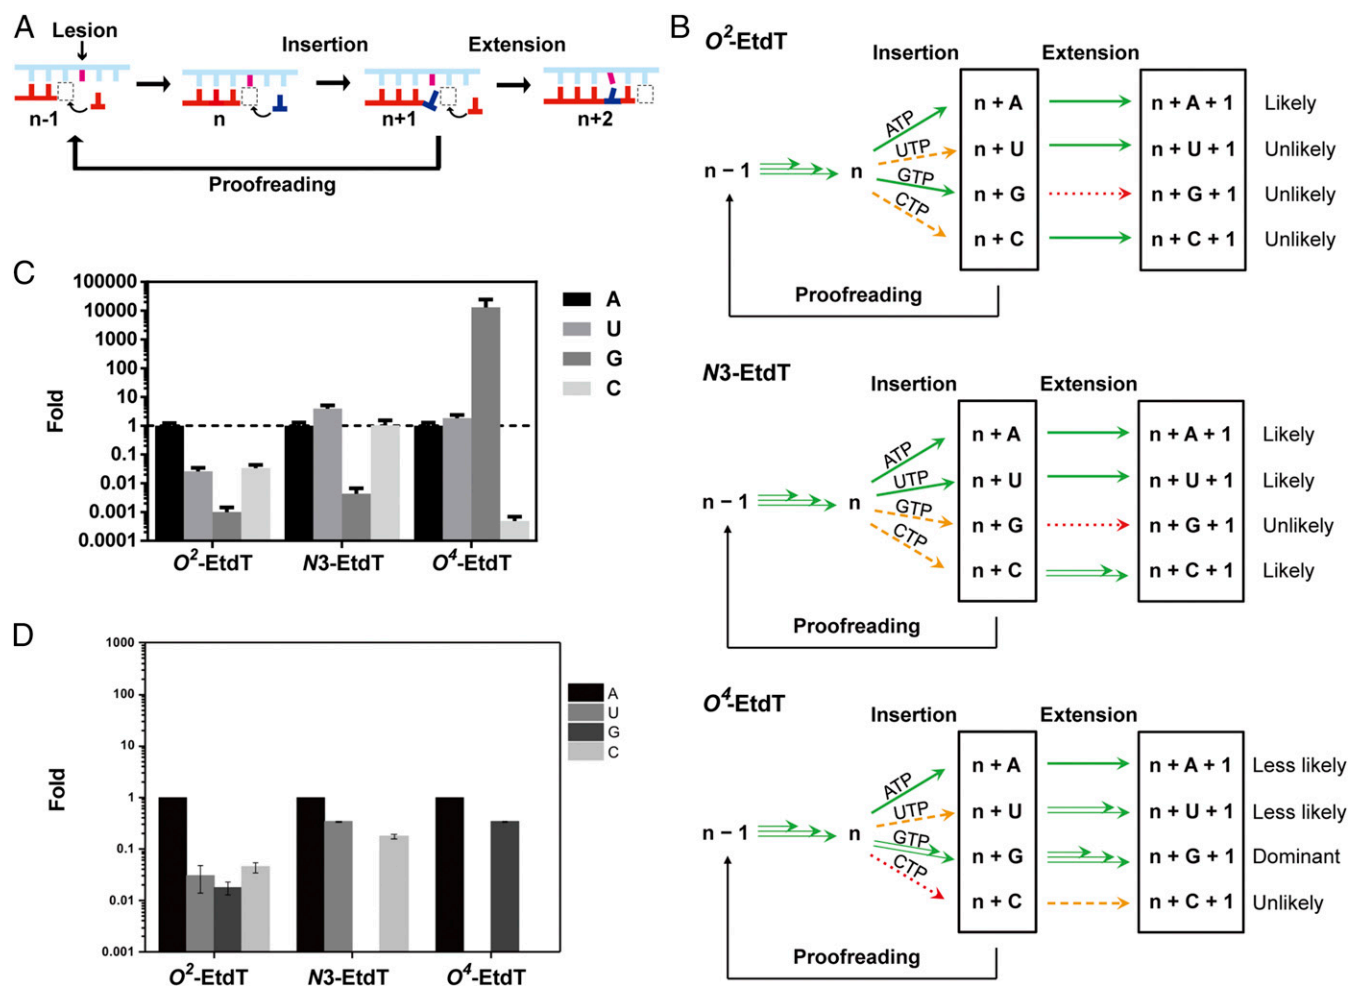 A
Lesion
Insertion
Extension
n-1
n
n+1
n+2
Proofreading
B
O²-EtdT
Insertion
Extension
n − 1
n
ATP
UTP
GTP
CTP
n + A
n + U
n + G
n + C
n + A + 1
n + U + 1
n + G + 1
n + C + 1
Likely
Unlikely
Unlikely
Unlikely
Proofreading
N3-EtdT
Insertion
Extension
n − 1
n
ATP
UTP
GTP
CTP
n + A
n + U
n + G
n + C
n + A + 1
n + U + 1
n + G + 1
n + C + 1
Likely
Likely
Unlikely
Likely
Proofreading
O⁴-EtdT
Insertion
Extension
n − 1
n
ATP
UTP
GTP
CTP
n + A
n + U
n + G
n + C
n + A + 1
n + U + 1
n + G + 1
n + C + 1
Less likely
Less likely
Dominant
Unlikely
Proofreading
C
Fold
100000
10000
1000
100
10
1
0.1
0.01
0.001
0.0001
O²-EtdT
N3-EtdT
O⁴-EtdT
A
U
G
C
D
Fold
1000
100
10
1
0.1
0.01
0.001
O²-EtdT
N3-EtdT
O⁴-EtdT
A
U
G
C